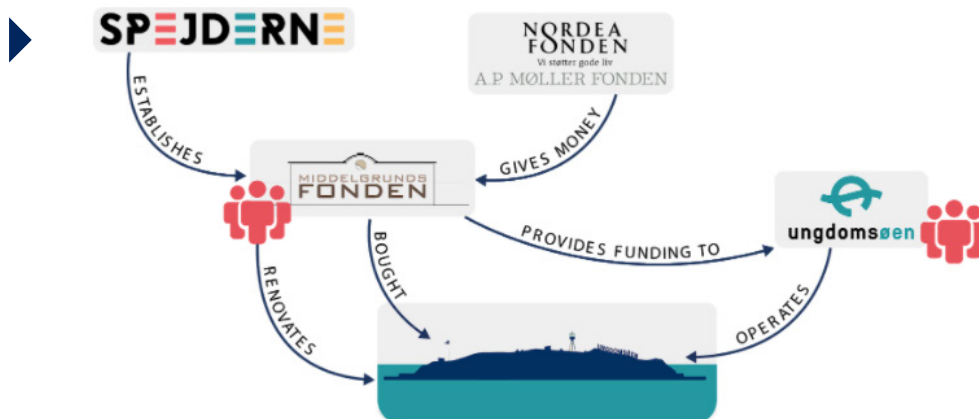 SPEJDERNE
NORDEA
FONDEN
Vi støtter gode liv
A.P. MØLLER FONDEN
ESTABLISHES
GIVES MONEY
MIDDELGRUNDS
FONDEN
ungdomsøen
PROVIDES FUNDING TO
BOUGHT
RENOVATES
OPERATES
UNGDOMSØEN